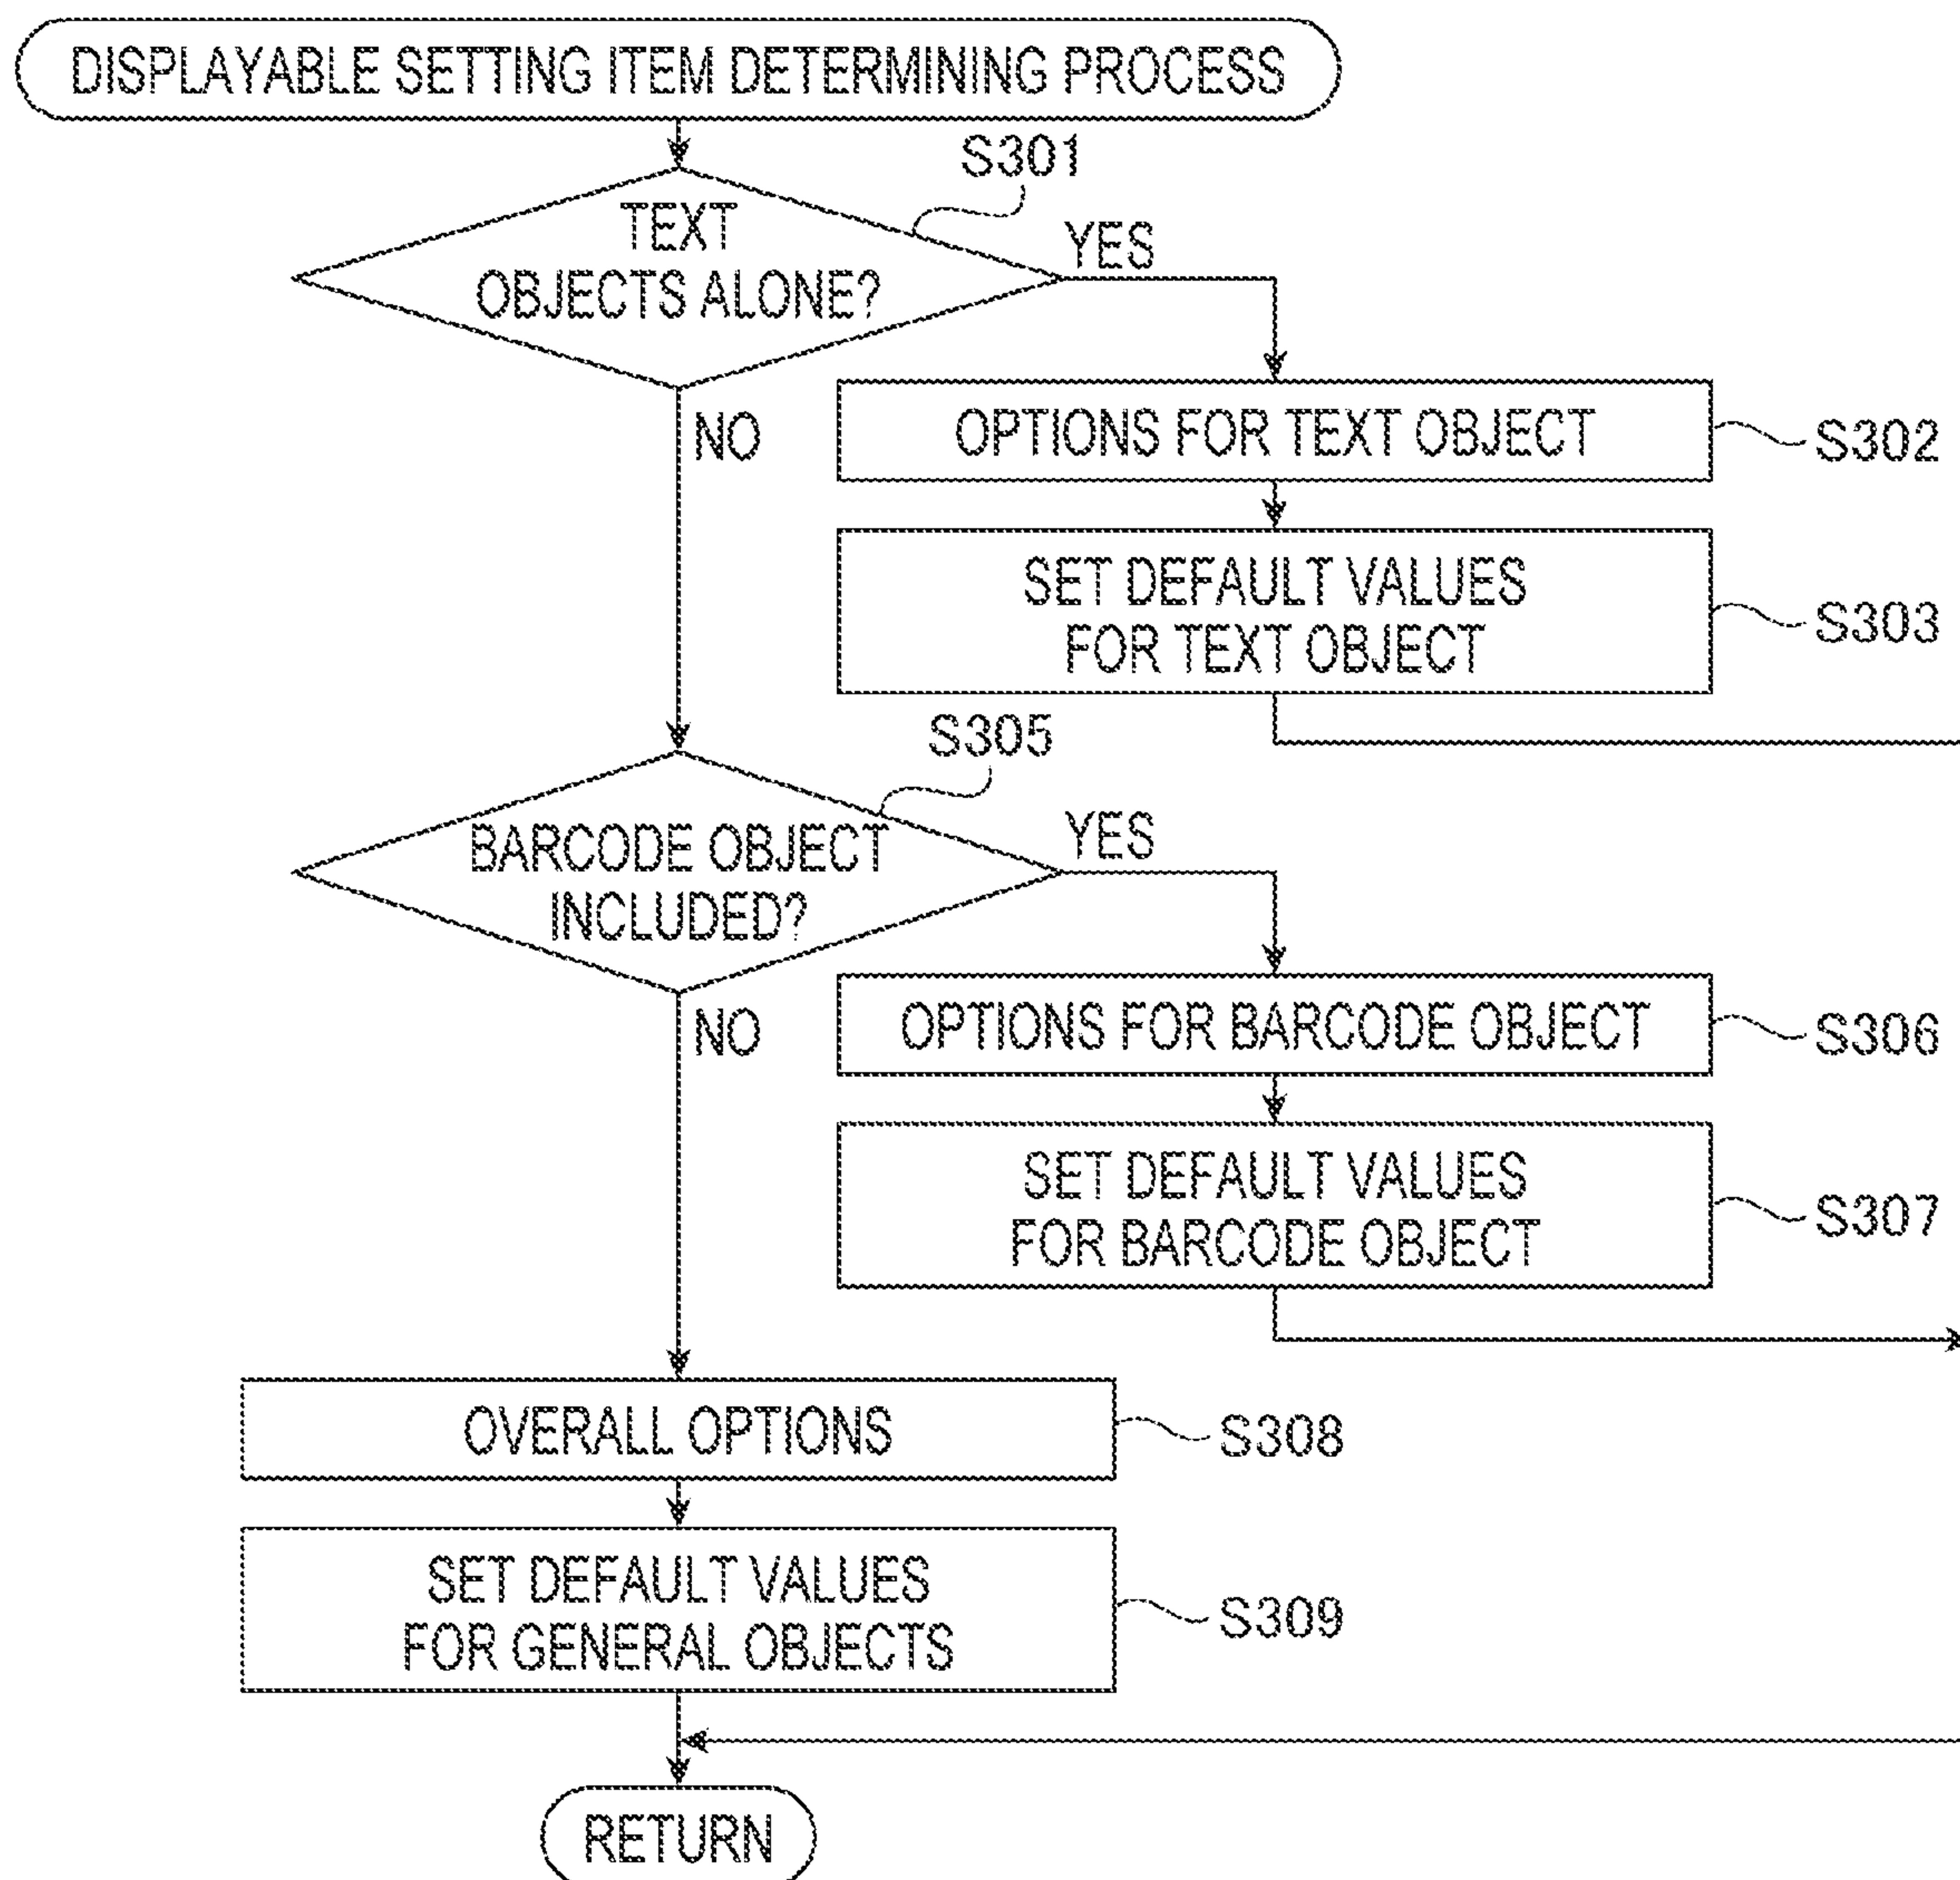 DISPLAYABLE SETTING ITEM DETERMINING PROCESS
S301
TEXT
OBJECTS ALONE?
YES
NO
OPTIONS FOR TEXT OBJECT
S302
SET DEFAULT VALUES
FOR TEXT OBJECT
S303
S305
BARCODE OBJECT
INCLUDED?
YES
NO
OPTIONS FOR BARCODE OBJECT
S306
SET DEFAULT VALUES
FOR BARCODE OBJECT
S307
OVERALL OPTIONS
S308
SET DEFAULT VALUES
FOR GENERAL OBJECTS
S309
RETURN